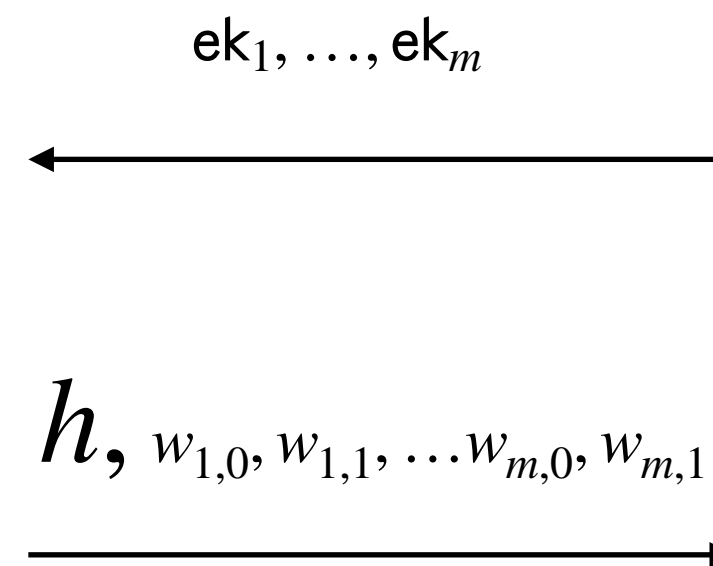 ek₁, …, ekₘ
h, w₁,₀, w₁,₁, …wₘ,₀, wₘ,₁